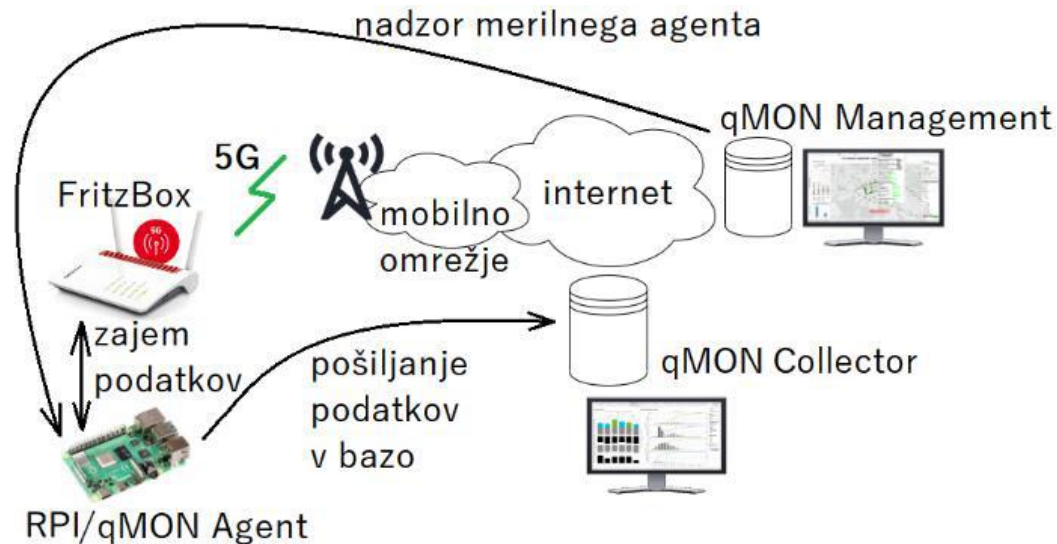 nadzor merilnega agenta
qMON Management
5G
FritzBox
internet
mobilno
omrežje
zajem
podatkov
pošiljanje
podatkov
v bazo
qMON Collector
RPI/qMON Agent